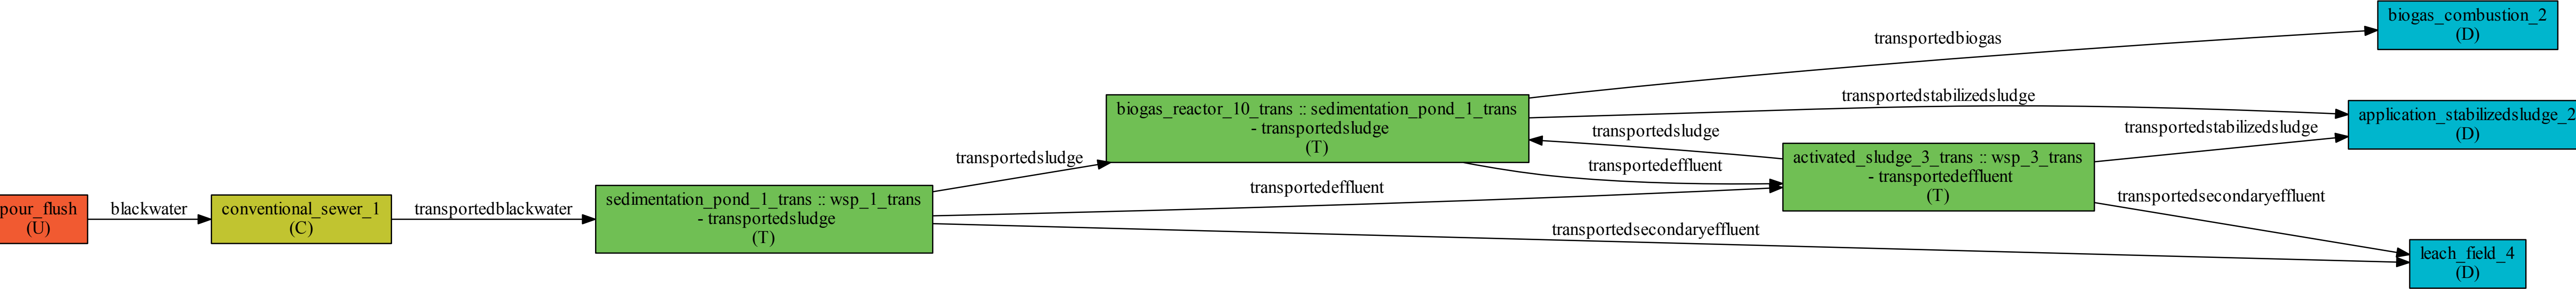 pour_flush
(U)
blackwater
conventional_sewer_1
(C)
transportedblackwater
sedimentation_pond_1_trans :: wsp_1_trans
- transportedsludge
(T)
transportedsludge
transportedeffluent
transportedsecondaryeffluent
biogas_reactor_10_trans :: sedimentation_pond_1_trans
- transportedsludge
(T)
transportedbiogas
transportedstabilizedsludge
transportedsludge
transportedeffluent
activated_sludge_3_trans :: wsp_3_trans
- transportedeffluent
(T)
transportedstabilizedsludge
transportedsecondaryeffluent
biogas_combustion_2
(D)
application_stabilizedsludge_2
(D)
leach_field_4
(D)